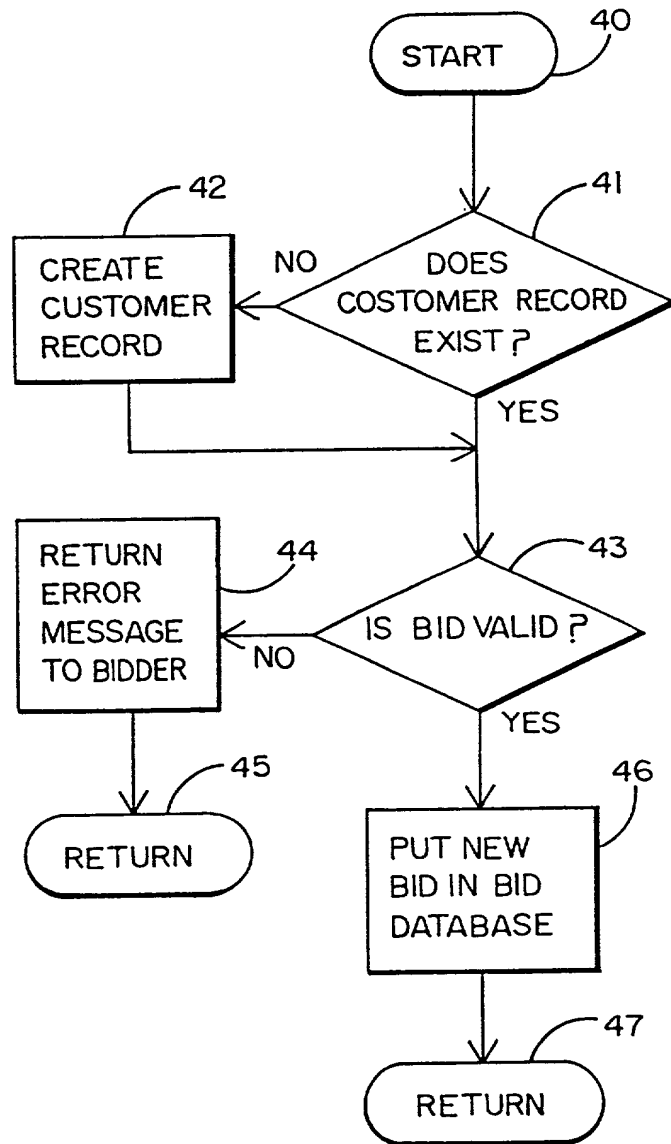 40
START
41
42
NO
DOES
COSTOMER RECORD
EXIST?
CREATE
CUSTOMER
RECORD
YES
43
44
RETURN
ERROR
MESSAGE
TO BIDDER
IS BID VALID?
NO
YES
45
46
RETURN
PUT NEW
BID IN BID
DATABASE
47
RETURN